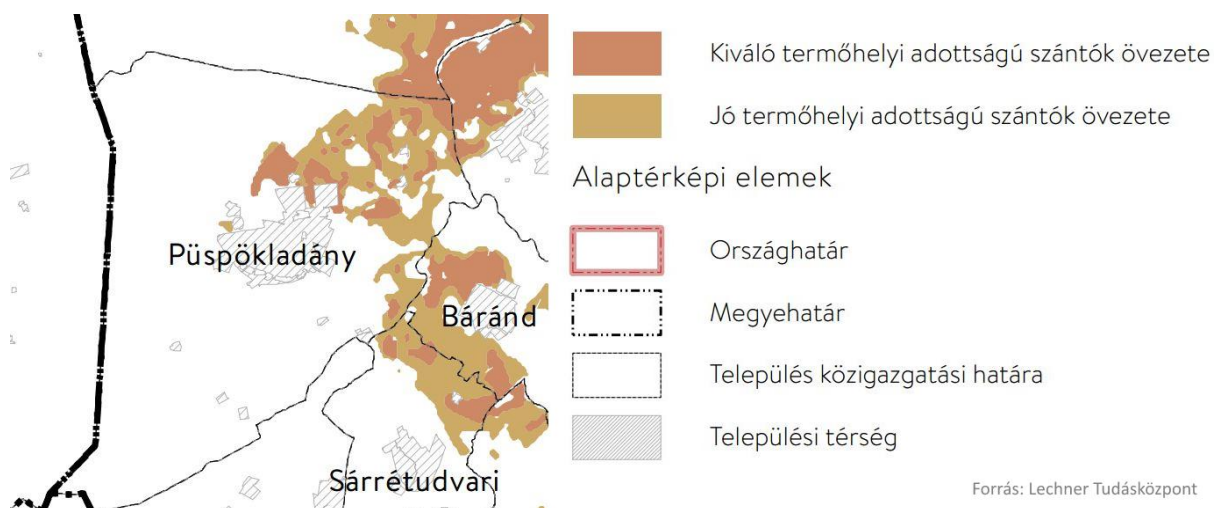 Püspökladány
Báránd
Sárrétudvari
Kiváló termőhelyi adottságú szántók övezete
Jó termőhelyi adottságú szántók övezete
Alaptérképi elemek
Országhatár
Megyehatár
Település közigazgatási határa
Települési térség
Forrás: Lechner Tudásközpont